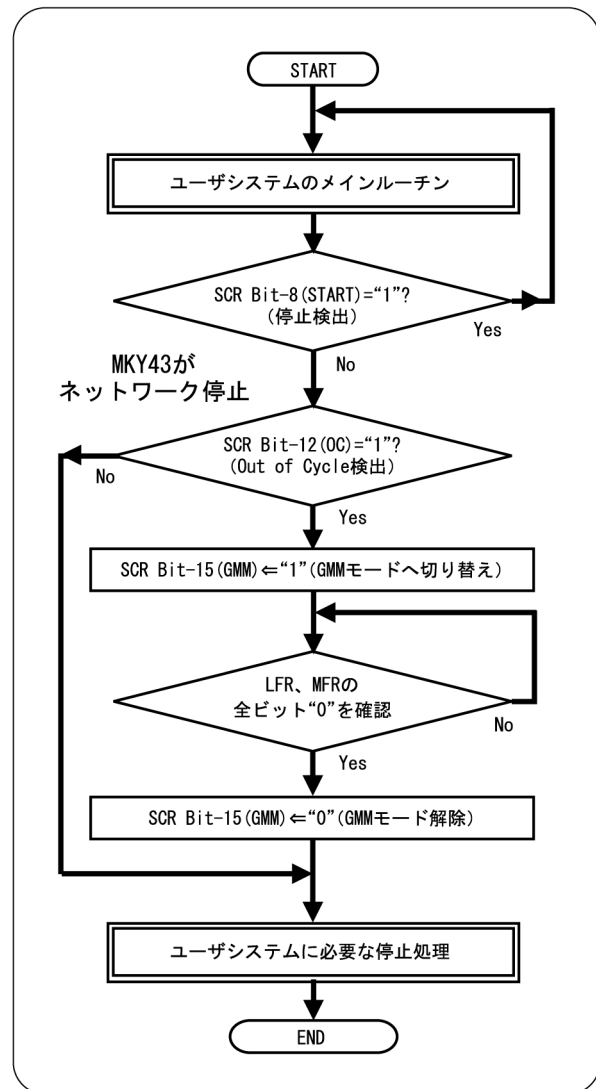 START
ユーザシステムのメインルーチン
SCR Bit-8(START)=“1”?
(停止検出)
Yes
No
MKY43が
ネットワーク停止
SCR Bit-12(OC)=“1”?
(Out of Cycle検出)
No
Yes
SCR Bit-15(GMM)⇐“1”(GMMモードへ切り替え)
LFR、MFRの
全ビット“0”を確認
No
Yes
SCR Bit-15(GMM)⇐“0”(GMMモード解除)
ユーザシステムに必要な停止処理
END